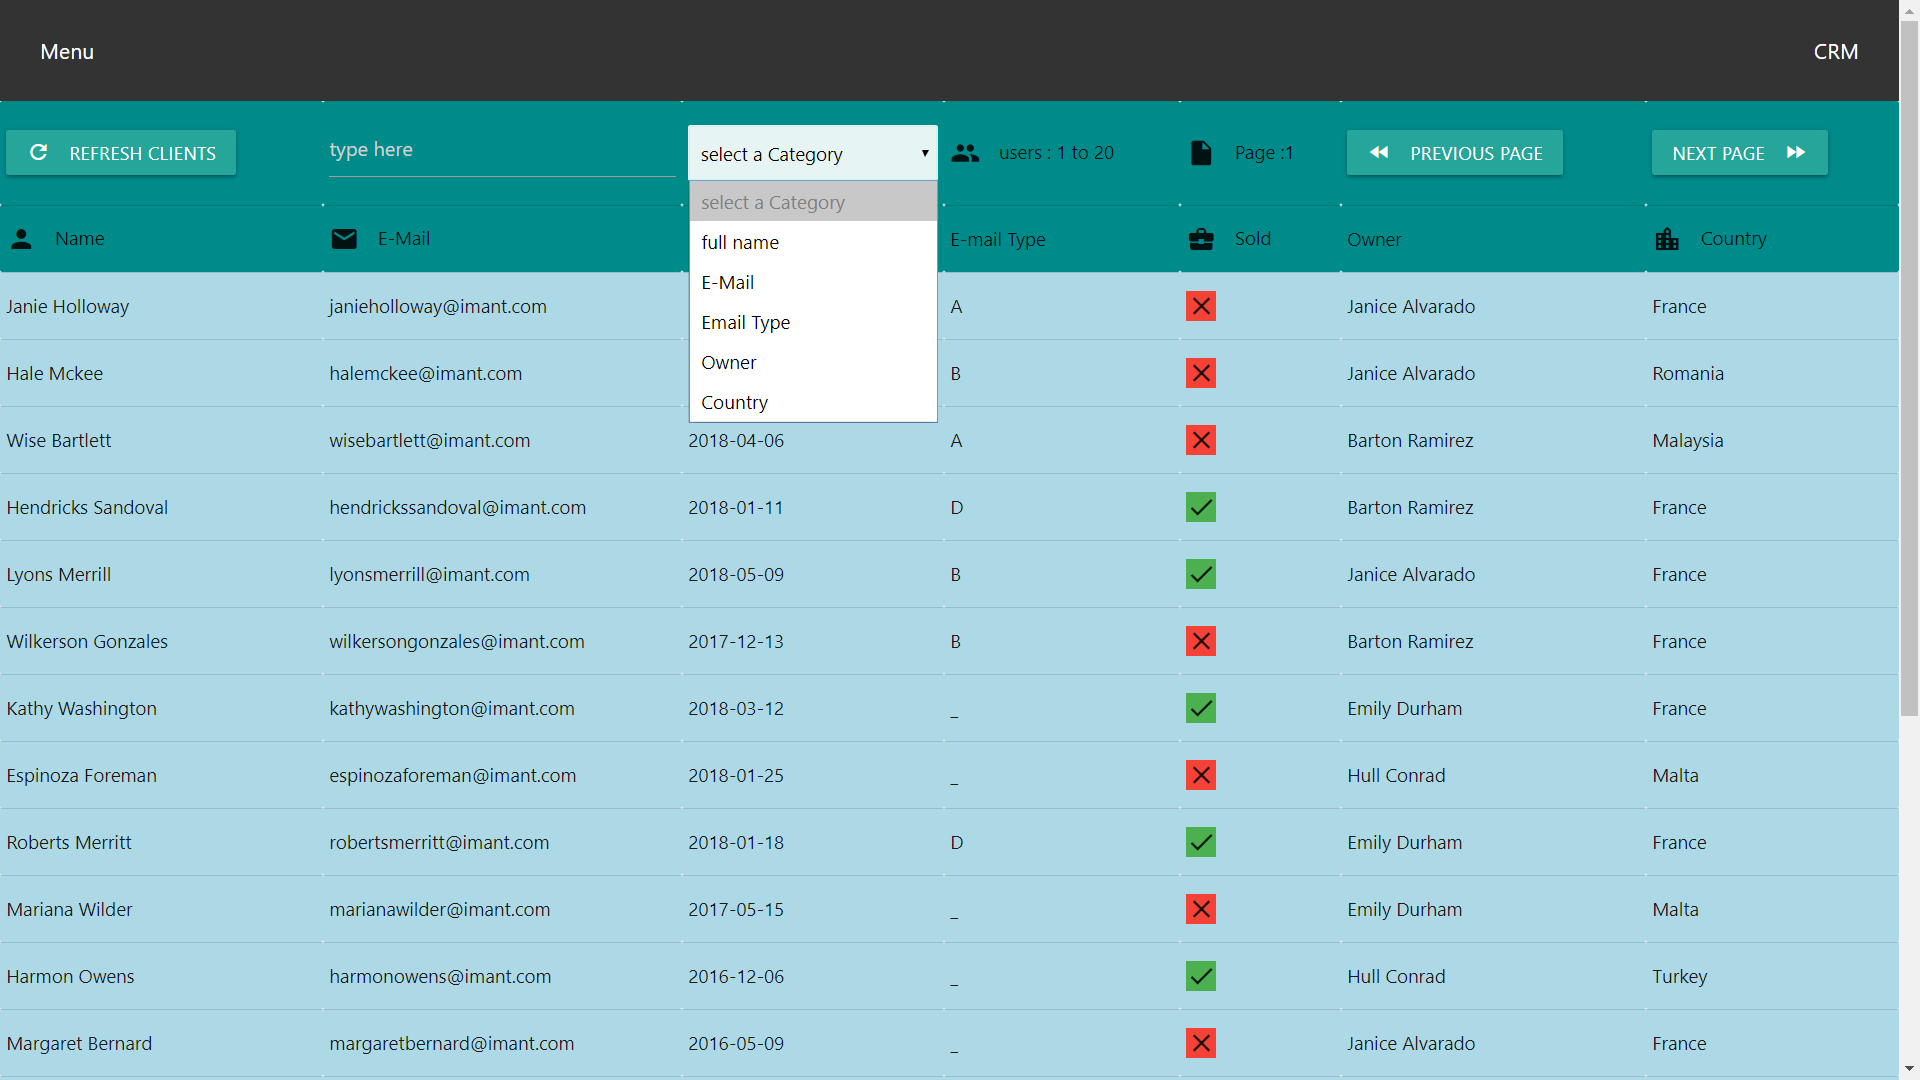 Menu CRM
REFRESH CLIENTS type here select a Category users : 1 to 20 Page :1 PREVIOUS PAGE NEXT PAGE
select a Category
full name
E-Mail
Email Type
Owner
Country
Name E-Mail E-mail Type Sold Owner Country
Janie Holloway janieholloway@imant.com A Janice Alvarado France
Hale Mckee halemckee@imant.com B Janice Alvarado Romania
Wise Bartlett wisebartlett@imant.com 2018-04-06 A Barton Ramirez Malaysia
Hendricks Sandoval hendrickssandoval@imant.com 2018-01-11 D Barton Ramirez France
Lyons Merrill lyonsmerrill@imant.com 2018-05-09 B Janice Alvarado France
Wilkerson Gonzales wilkersongonzales@imant.com 2017-12-13 B Barton Ramirez France
Kathy Washington kathywashington@imant.com 2018-03-12 _ Emily Durham France
Espinoza Foreman espinozaforeman@imant.com 2018-01-25 _ Hull Conrad Malta
Roberts Merritt robertsmerritt@imant.com 2018-01-18 D Emily Durham France
Mariana Wilder marianawilder@imant.com 2017-05-15 _ Emily Durham Malta
Harmon Owens harmonowens@imant.com 2016-12-06 _ Hull Conrad Turkey
Margaret Bernard margaretbernard@imant.com 2016-05-09 _ Janice Alvarado France